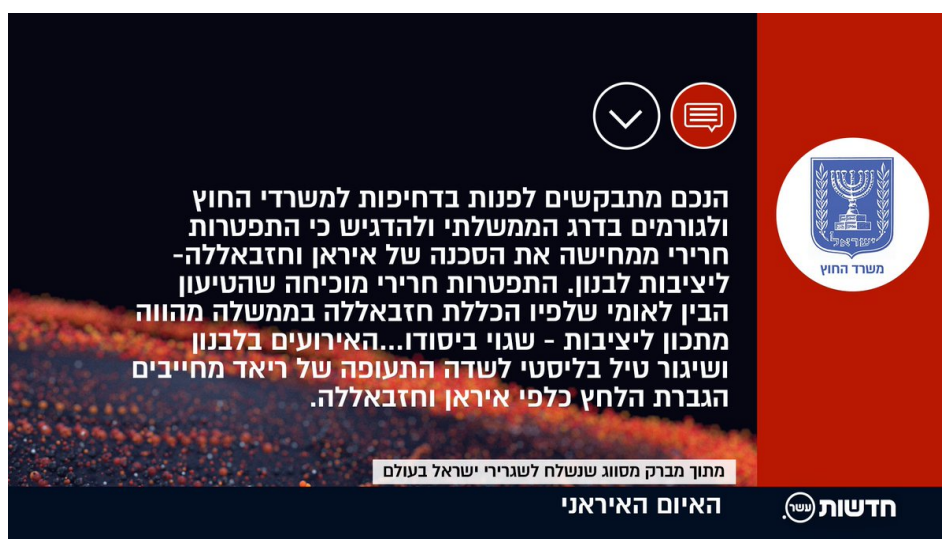 הנכם מתבקשים לפנות בדחיפות למשרדי החוץ
ולגורמים בדרג הממשלתי ולהדגיש כי התפטרות
חרירי ממחישה את הסכנה של איראן וחזבאללה-
ליציבות לבנון. התפטרות חרירי מוכיחה שהטיעון
הבין לאומי שלפיו הכללת חזבאללה בממשלה מהווה
מתכון ליציבות - שגוי ביסודו...האירועים בלבנון
ושיגור טיל בליסטי לשדה התעופה של ריאד מחייבים
הגברת הלחץ כלפי איראן וחזבאללה.
ישראל
משרד החוץ
מתוך מברק מסווג שנשלח לשגרירי ישראל בעולם
האיום האיראני
חדשות עשר.